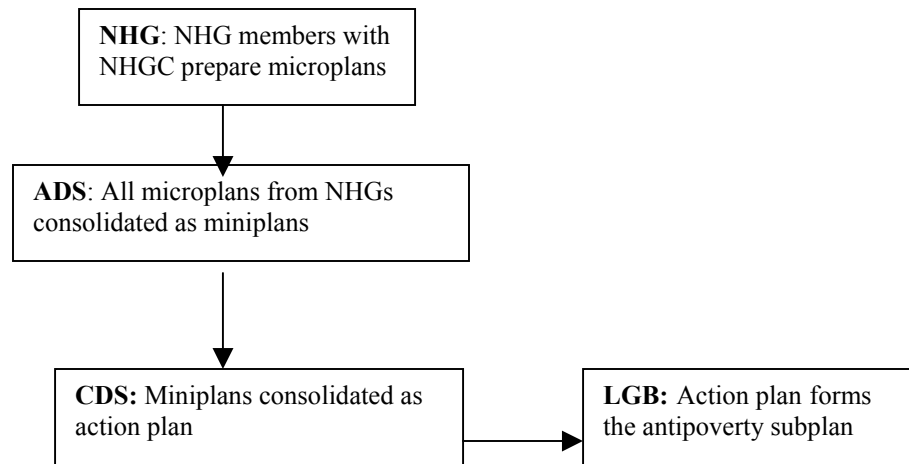 NHG: NHG members with
NHGC prepare microplans
ADS: All microplans from NHGs
consolidated as miniplans
CDS: Miniplans consolidated as
action plan
LGB: Action plan forms
the antipoverty subplan